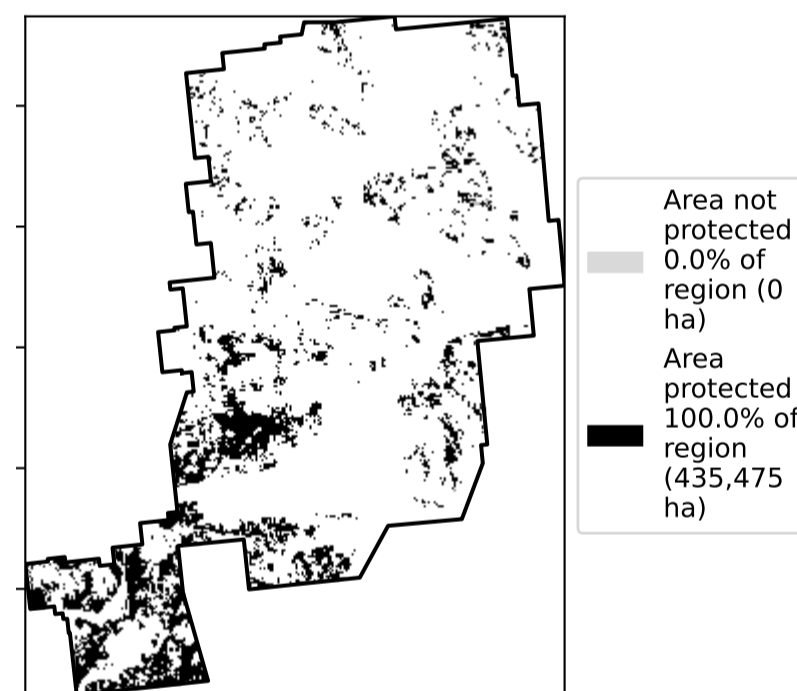 Area not
protected
0.0% of
region (0
ha)
Area
protected
100.0% of
region
(435,475
ha)